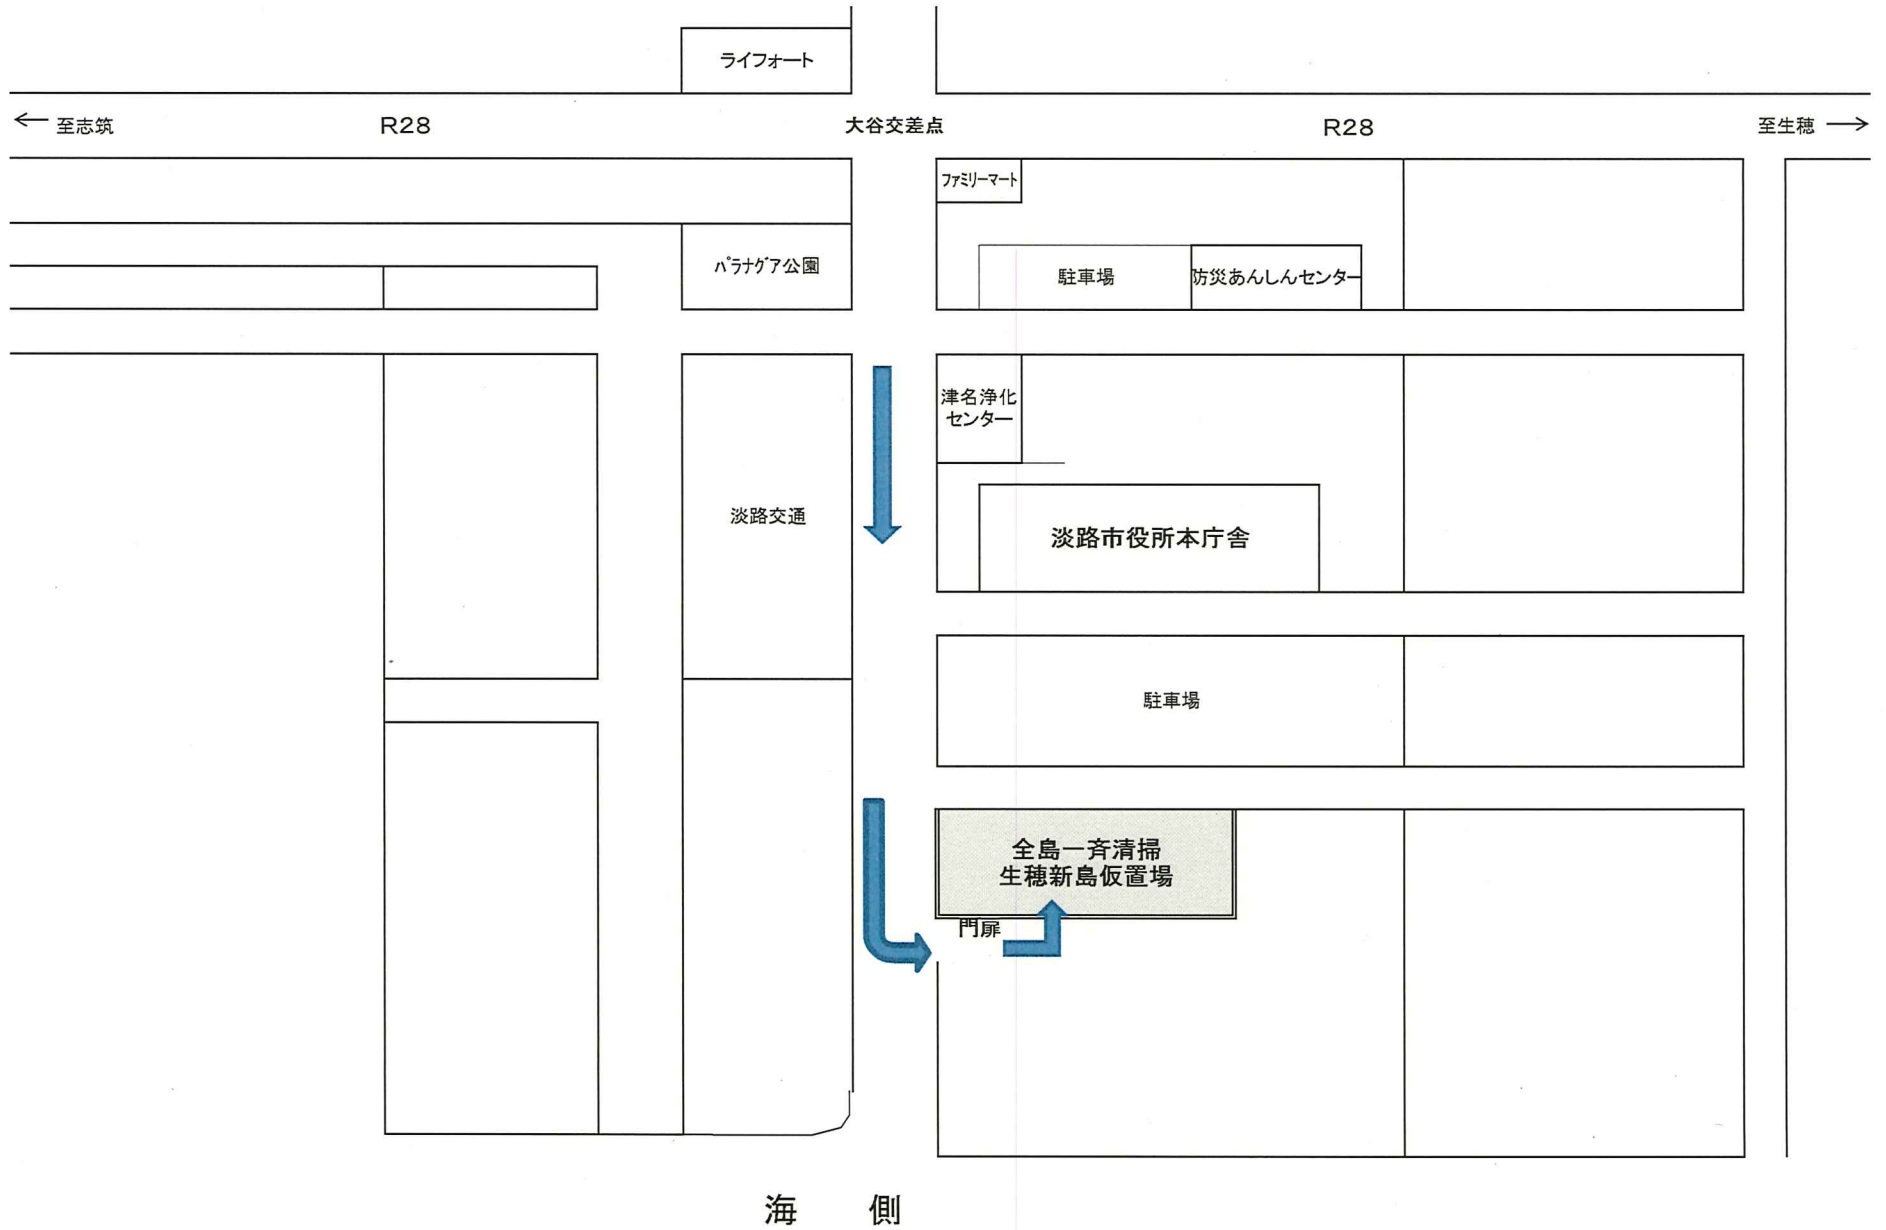 ライフォート
← 至志筑
R28
大谷交差点
R28
至生穂 →
ファミリーマート
パラナグア公園
駐車場
防災あんしんセンター
津名浄化
センター
淡路交通
淡路市役所本庁舎
駐車場
全島一斉清掃
生穂新島仮置場
門扉
海 側